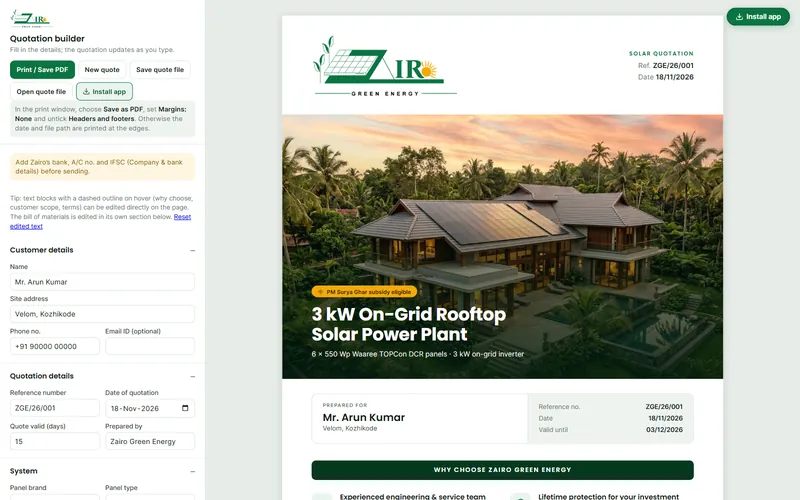 ZAIRO
GREEN ENERGY
Quotation builder
Fill in the details; the quotation updates as you type.
Print / Save PDF
New quote
Save quote file
Open quote file
Install app
In the print window, choose Save as PDF, set Margins:
None and untick Headers and footers. Otherwise the
date and file path are printed at the edges.
Add Zairo's bank, A/C no. and IFSC (Company & bank
details) before sending.
Tip: text blocks with a dashed outline on hover (why choose,
customer scope, terms) can be edited directly on the page.
The bill of materials is edited in its own section below. Reset
edited text
Customer details
Name
Mr. Arun Kumar
Site address
Velom, Kozhikode
Phone no.
Email ID (optional)
+91 90000 00000
Quotation details
Reference number
Date of quotation
ZGE/26/001
18-Nov-2026
Quote valid (days)
Prepared by
15
Zairo Green Energy
System
Panel brand
Panel type
Install app
ZAIRO
GREEN ENERGY
SOLAR QUOTATION
Ref. ZGE/26/001
Date 18/11/2026
PM Surya Ghar subsidy eligible
3 kW On-Grid Rooftop
Solar Power Plant
6 × 550 Wp Waaree TOPCon DCR panels · 3 kW on-grid inverter
PREPARED FOR
Mr. Arun Kumar
Velom, Kozhikode
Reference no. ZGE/26/001
Date 18/11/2026
Valid until 03/12/2026
WHY CHOOSE ZAIRO GREEN ENERGY
Experienced engineering & service team
Lifetime protection for your investment